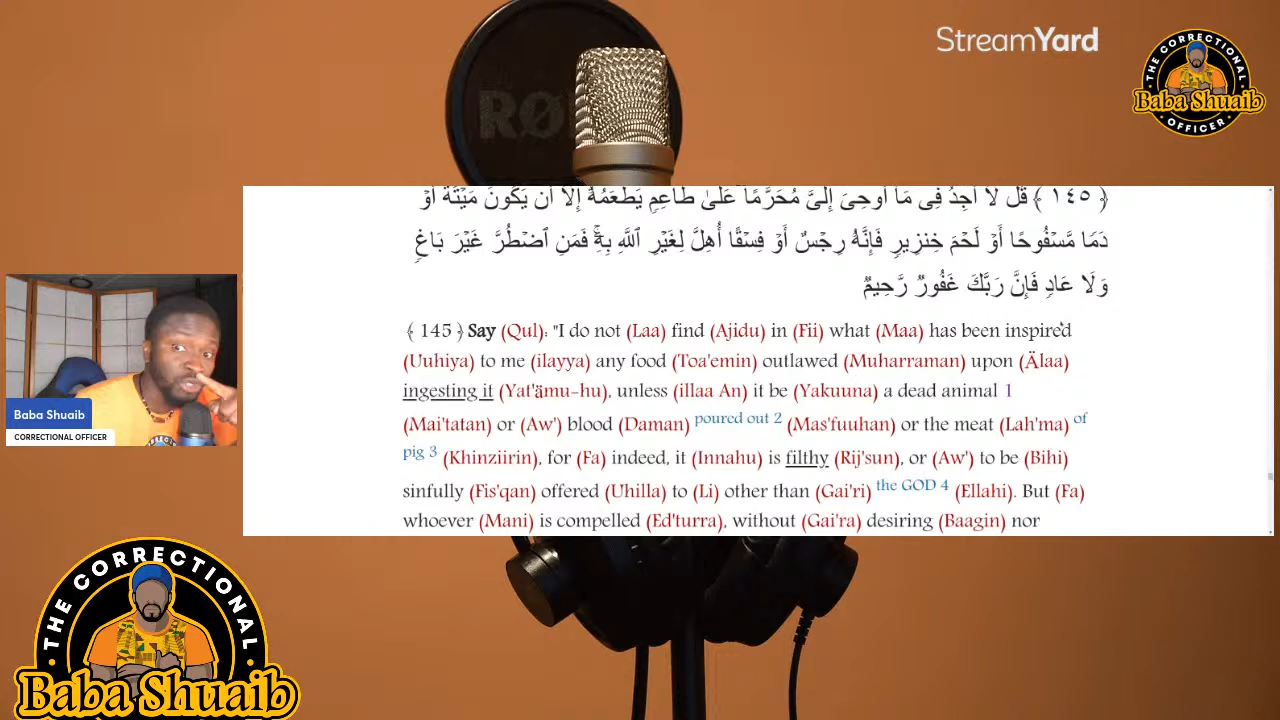 StreamYard
THE CORRECTIONAL
Baba Shuaib
OFFICER
RØ
﴿ ١٤٥ ﴾ قُل لَّا أَجِدُ فِى مَا أُوحِىَ إِلَىَّ مُحَرَّمًا عَلَىٰ طَاعِمٍ يَطْعَمُهُ إِلَّا أَن يَكُونَ مَيْتَةً أَوْ
دَمًا مَّسْفُوحًا أَوْ لَحْمَ خِنزِيرٍ فَإِنَّهُ رِجْسٌ أَوْ فِسْقًا أُهِلَّ لِغَيْرِ ٱللَّهِ بِهِۦ فَمَنِ ٱضْطُرَّ غَيْرَ بَاغٍ
وَلَا عَادٍ فَإِنَّ رَبَّكَ غَفُورٌ رَّحِيمٌ
﴾ 145 ﴿ Say (Qul): "I do not (Laa) find (Ajidu) in (Fii) what (Maa) has been inspired
(Uuhiya) to me (ilayya) any food (Toa'emin) outlawed (Muharraman) upon (Älaa)
ingesting it (Yat'ämu-hu), unless (illaa An) it be (Yakuuna) a dead animal 1
(Mai'tatan) or (Aw') blood (Daman) poured out 2 (Mas'fuuhan) or the meat (Lah'ma) of
pig 3 (Khinziirin), for (Fa) indeed, it (Innahu) is filthy (Rij'sun), or (Aw') to be (Bihi)
sinfully (Fis'qan) offered (Uhilla) to (Li) other than (Gai'ri) the GOD 4 (Ellahi). But (Fa)
whoever (Mani) is compelled (Ed'turra), without (Gai'ra) desiring (Baagin) nor
Baba Shuaib
CORRECTIONAL OFFICER
THE CORRECTIONAL
Baba Shuaib